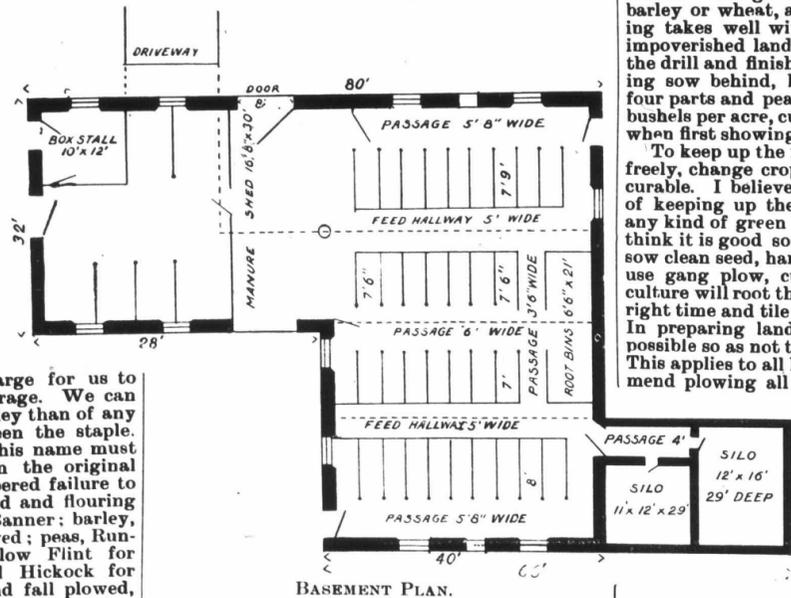 barley or wheat, a
ing takes well wi
impoverished land
the drill and finish
ing sow behind, l
four parts and pea
bushels per acre, cu
when first showing
To keep up the
freely, change crop
curable. I believe
of keeping up the
any kind of green
think it is good so
sow clean seed, har
use gang plow, cu
culture will root th
right time and tile
In preparing land
possible so as not t
This applies to all
mend plowing all
DRIVEWAY
DOOR
8'
80'
BOX STALL
10'x12'
MANURE SHED 16'8"x30'
PASSAGE 5'8" WIDE
7'9"
FEED HALLWAY 5' WIDE
32'
7'6"
7'6"
PASSAGE 3'6" WIDE
ROOT BINS 6'6"x21'
PASSAGE 6' WIDE
28'
7'
FEED HALLWAY 5' WIDE
PASSAGE 4'
SILO
12'x16'
29' DEEP
SILO
11'x12'x29'
8'
PASSAGE 5'8" WIDE
40'
BASEMENT PLAN.
arge for us to
rage. We can
ley than of any
en the staple.
his name must
n the original
ered failure to
d and flouring
Banner; barley,
ed; peas, Run-
low Flint for
l Hickock for
nd fall plowed,